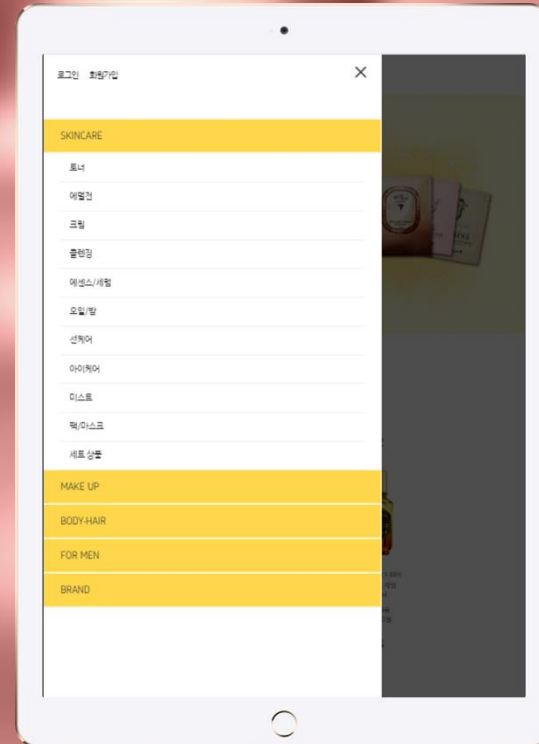 로그인 회원가입
SKINCARE
토너
에멀전
크림
클렌징
에센스/세럼
오일/밤
선케어
아이케어
미스트
팩/마스크
세트 상품
MAKE UP
BODY-HAIR
FOR MEN
BRAND